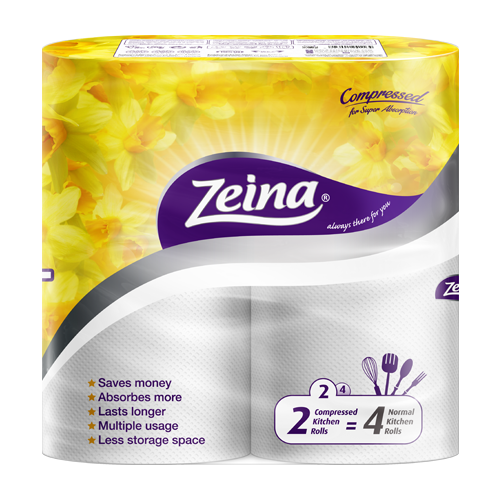 Compressed
for Super Absorption
Zeina®
always there for you
Ze
★ Saves money
★ Absorbes more
★ Lasts longer
★ Multiple usage
★ Less storage space
2 4
2 Compressed Kitchen Rolls = 4 Normal Kitchen Rolls